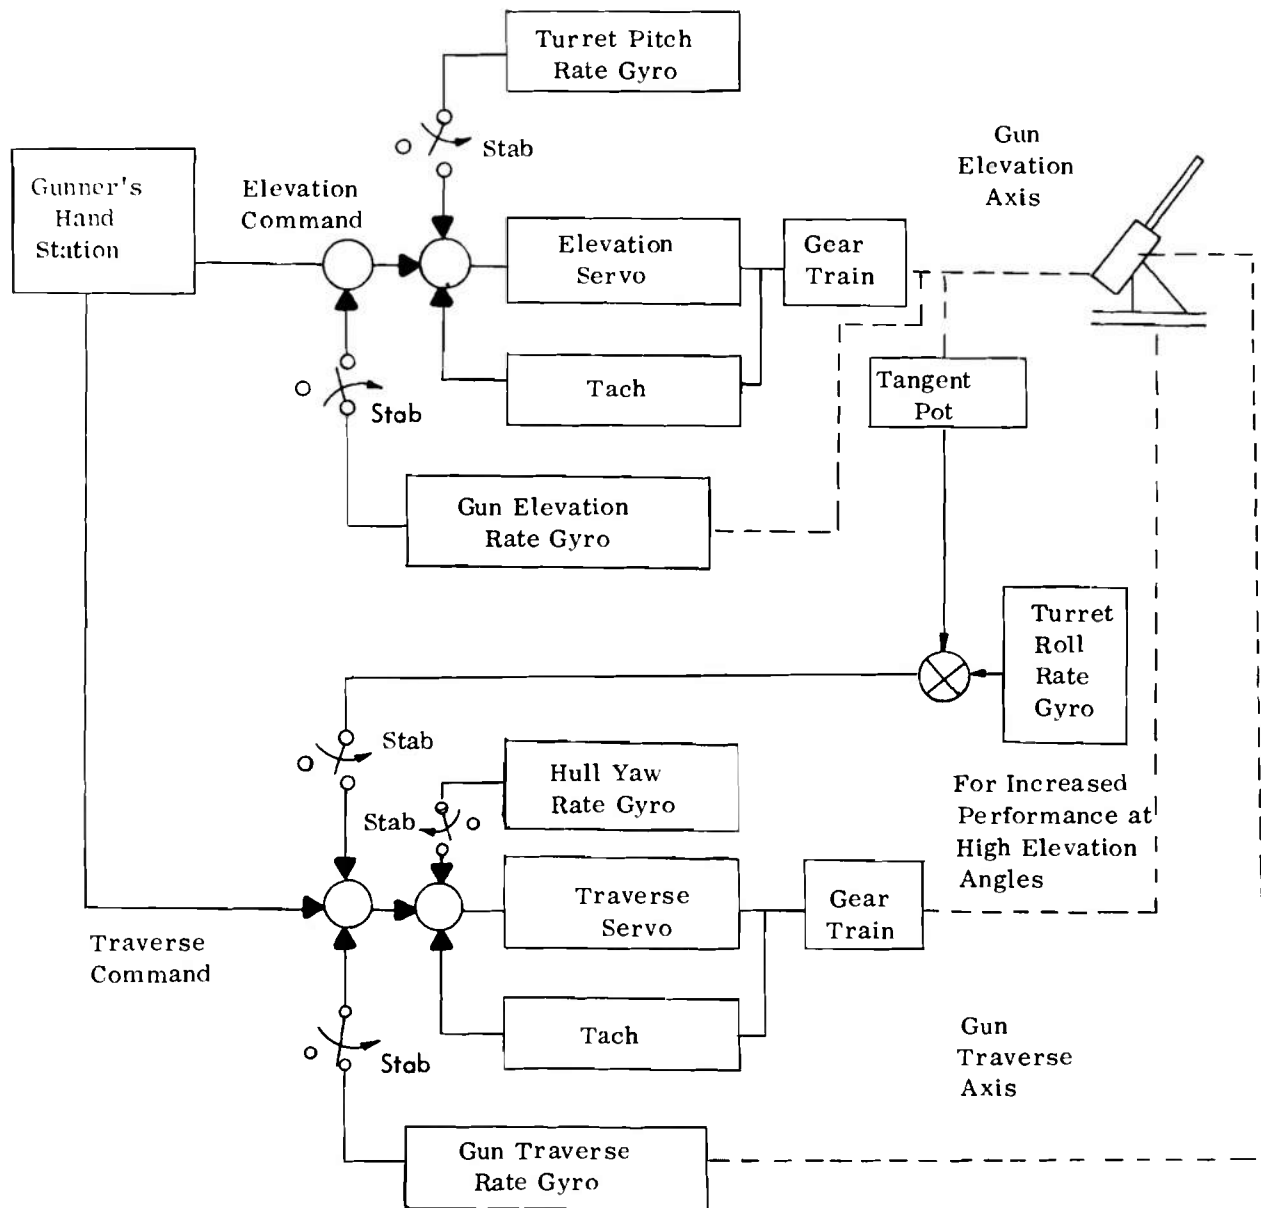 Turret Pitch
Rate Gyro
Stab
Gun
Elevation
Axis
Gunner's
Hand
Station
Elevation
Command
Elevation
Servo
Gear
Train
Stab
Tach
Tangent
Pot
Gun Elevation
Rate Gyro
Turret
Roll
Rate
Gyro
Stab
Hull Yaw
Rate Gyro
Stab
For Increased
Performance at
High Elevation
Angles
Traverse
Servo
Gear
Train
Traverse
Command
Tach
Stab
Gun
Traverse
Axis
Gun Traverse
Rate Gyro